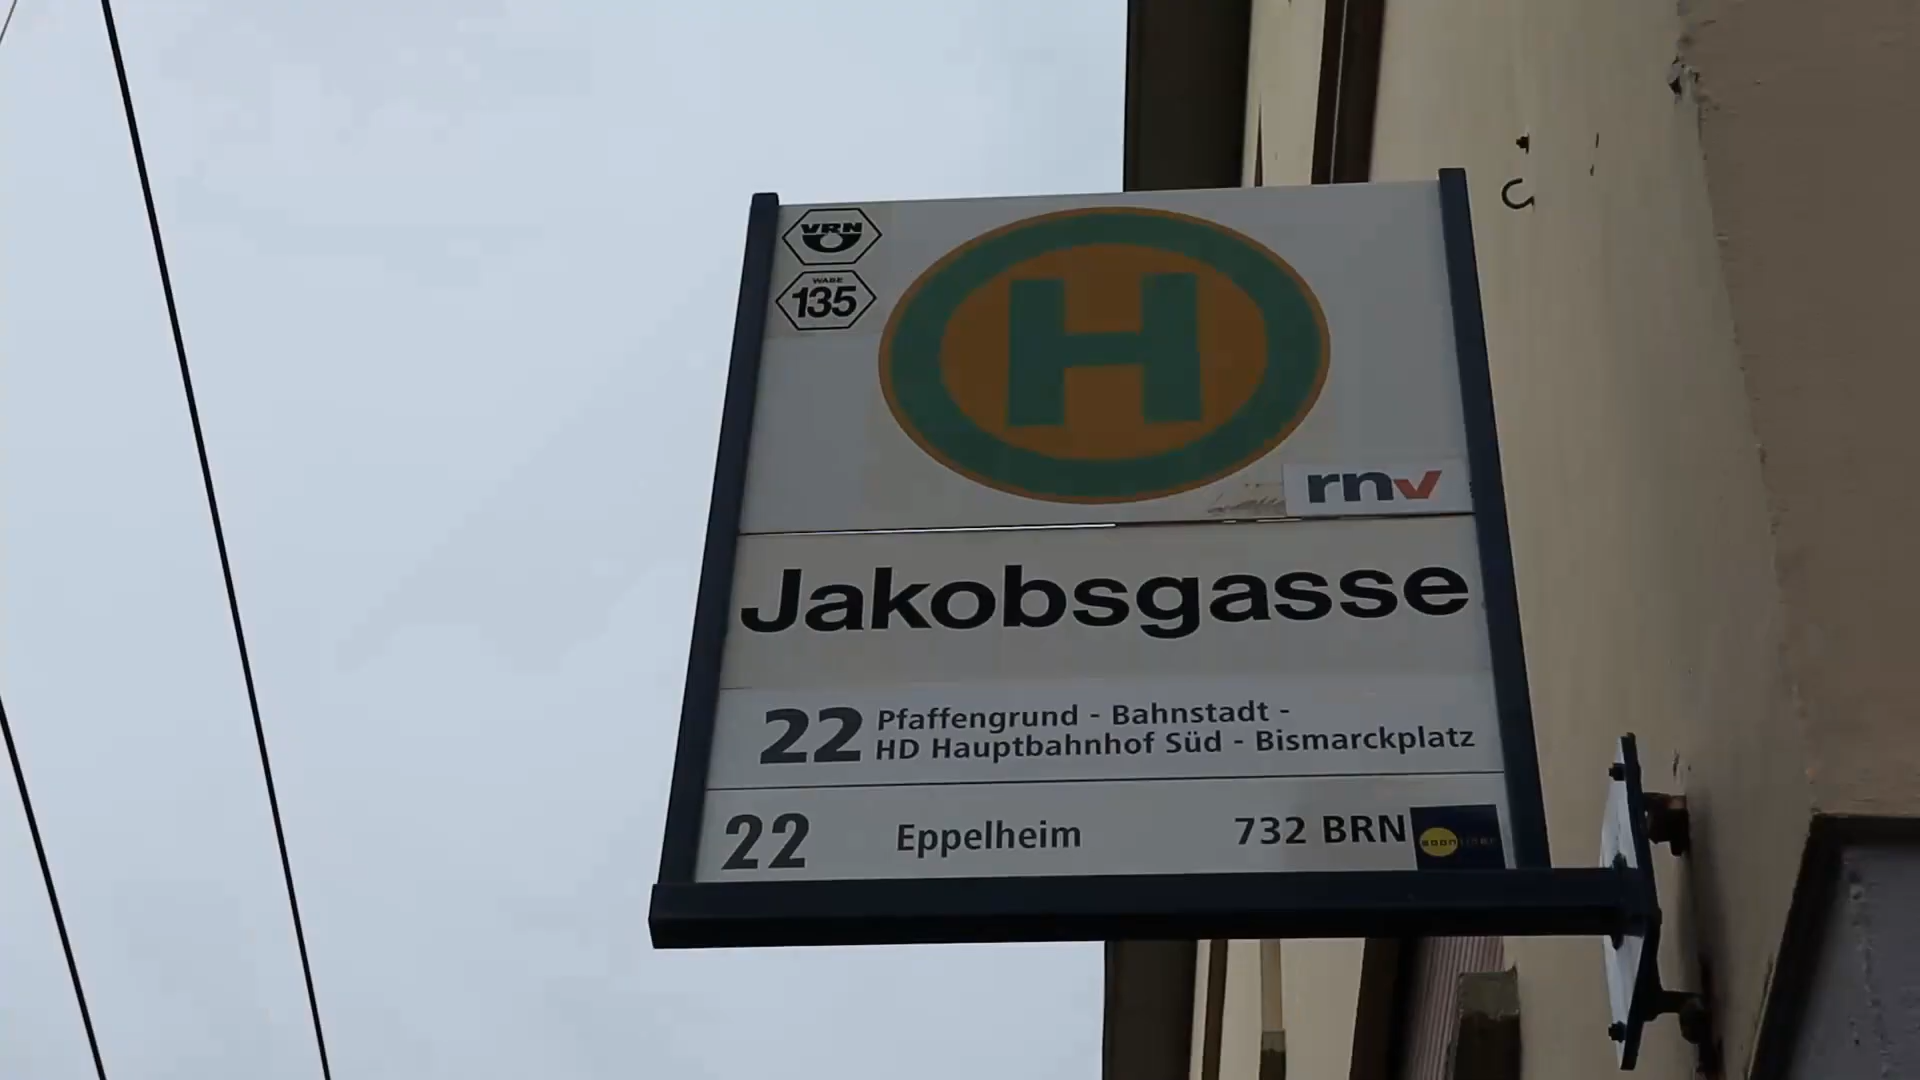 VRN
WABE
135
H
rnv
Jakobsgasse
22 Pfaffengrund - Bahnstadt -
HD Hauptbahnhof Süd - Bismarckplatz
22 Eppelheim 732 BRN